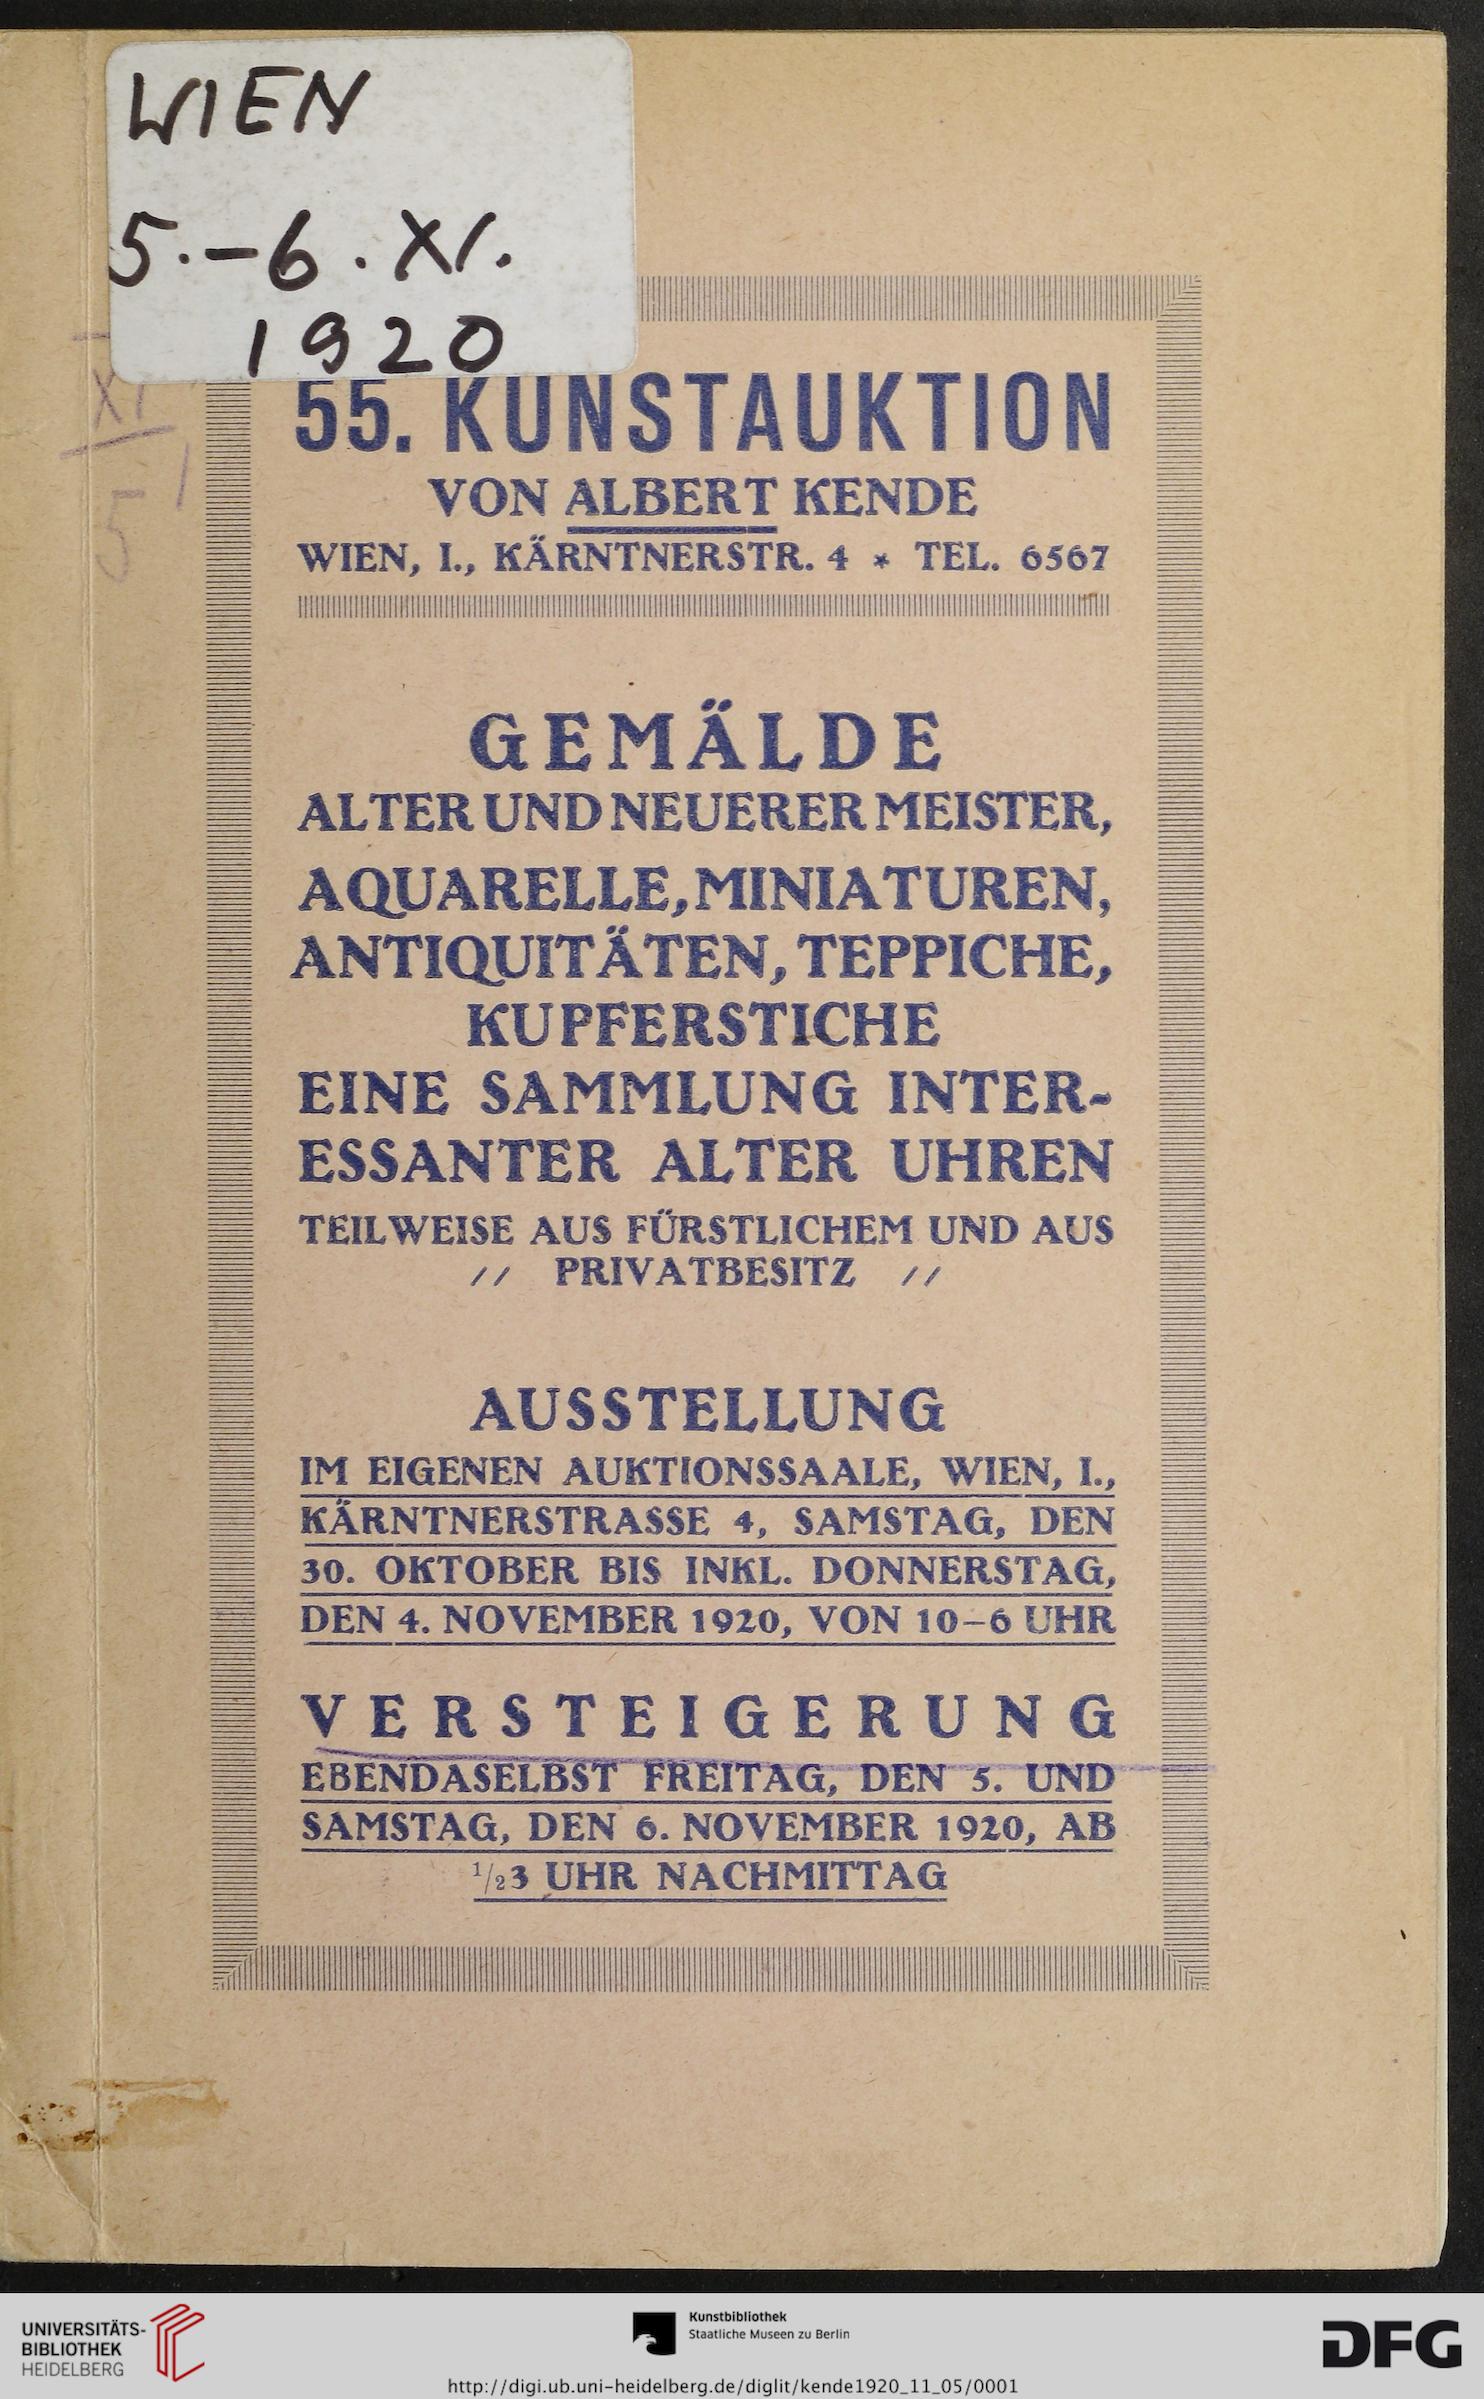 WIEN
5.-6. XI.
1920
XI
5
55. KUNSTAUKTION
VON ALBERT KENDE
WIEN, I., KÄRNTNERSTR. 4 * TEL. 6567
GEMÄLDE
ALTER UND NEUERER MEISTER,
AQUARELLE, MINIATUREN,
ANTIQUITÄTEN, TEPPICHE,
KUPFERSTICHE
EINE SAMMLUNG INTER-
ESSANTER ALTER UHREN
TEILWEISE AUS FÜRSTLICHEM UND AUS
// PRIVATBESITZ //
AUSSTELLUNG
IM EIGENEN AUKTIONSSAALE, WIEN, I.,
KÄRNTNERSTRASSE 4, SAMSTAG, DEN
30. OKTOBER BIS INKL. DONNERSTAG,
DEN 4. NOVEMBER 1920, VON 10-6 UHR
VERSTEIGERUNG
EBENDASELBST FREITAG, DEN 5. UND
SAMSTAG, DEN 6. NOVEMBER 1920, AB
1/23 UHR NACHMITTAG
UNIVERSITÄTS-
BIBLIOTHEK
HEIDELBERG
Kunstbibliothek
Staatliche Museen zu Berlin
DFG
http://digi.ub.uni-heidelberg.de/diglit/kende1920_11_05/0001